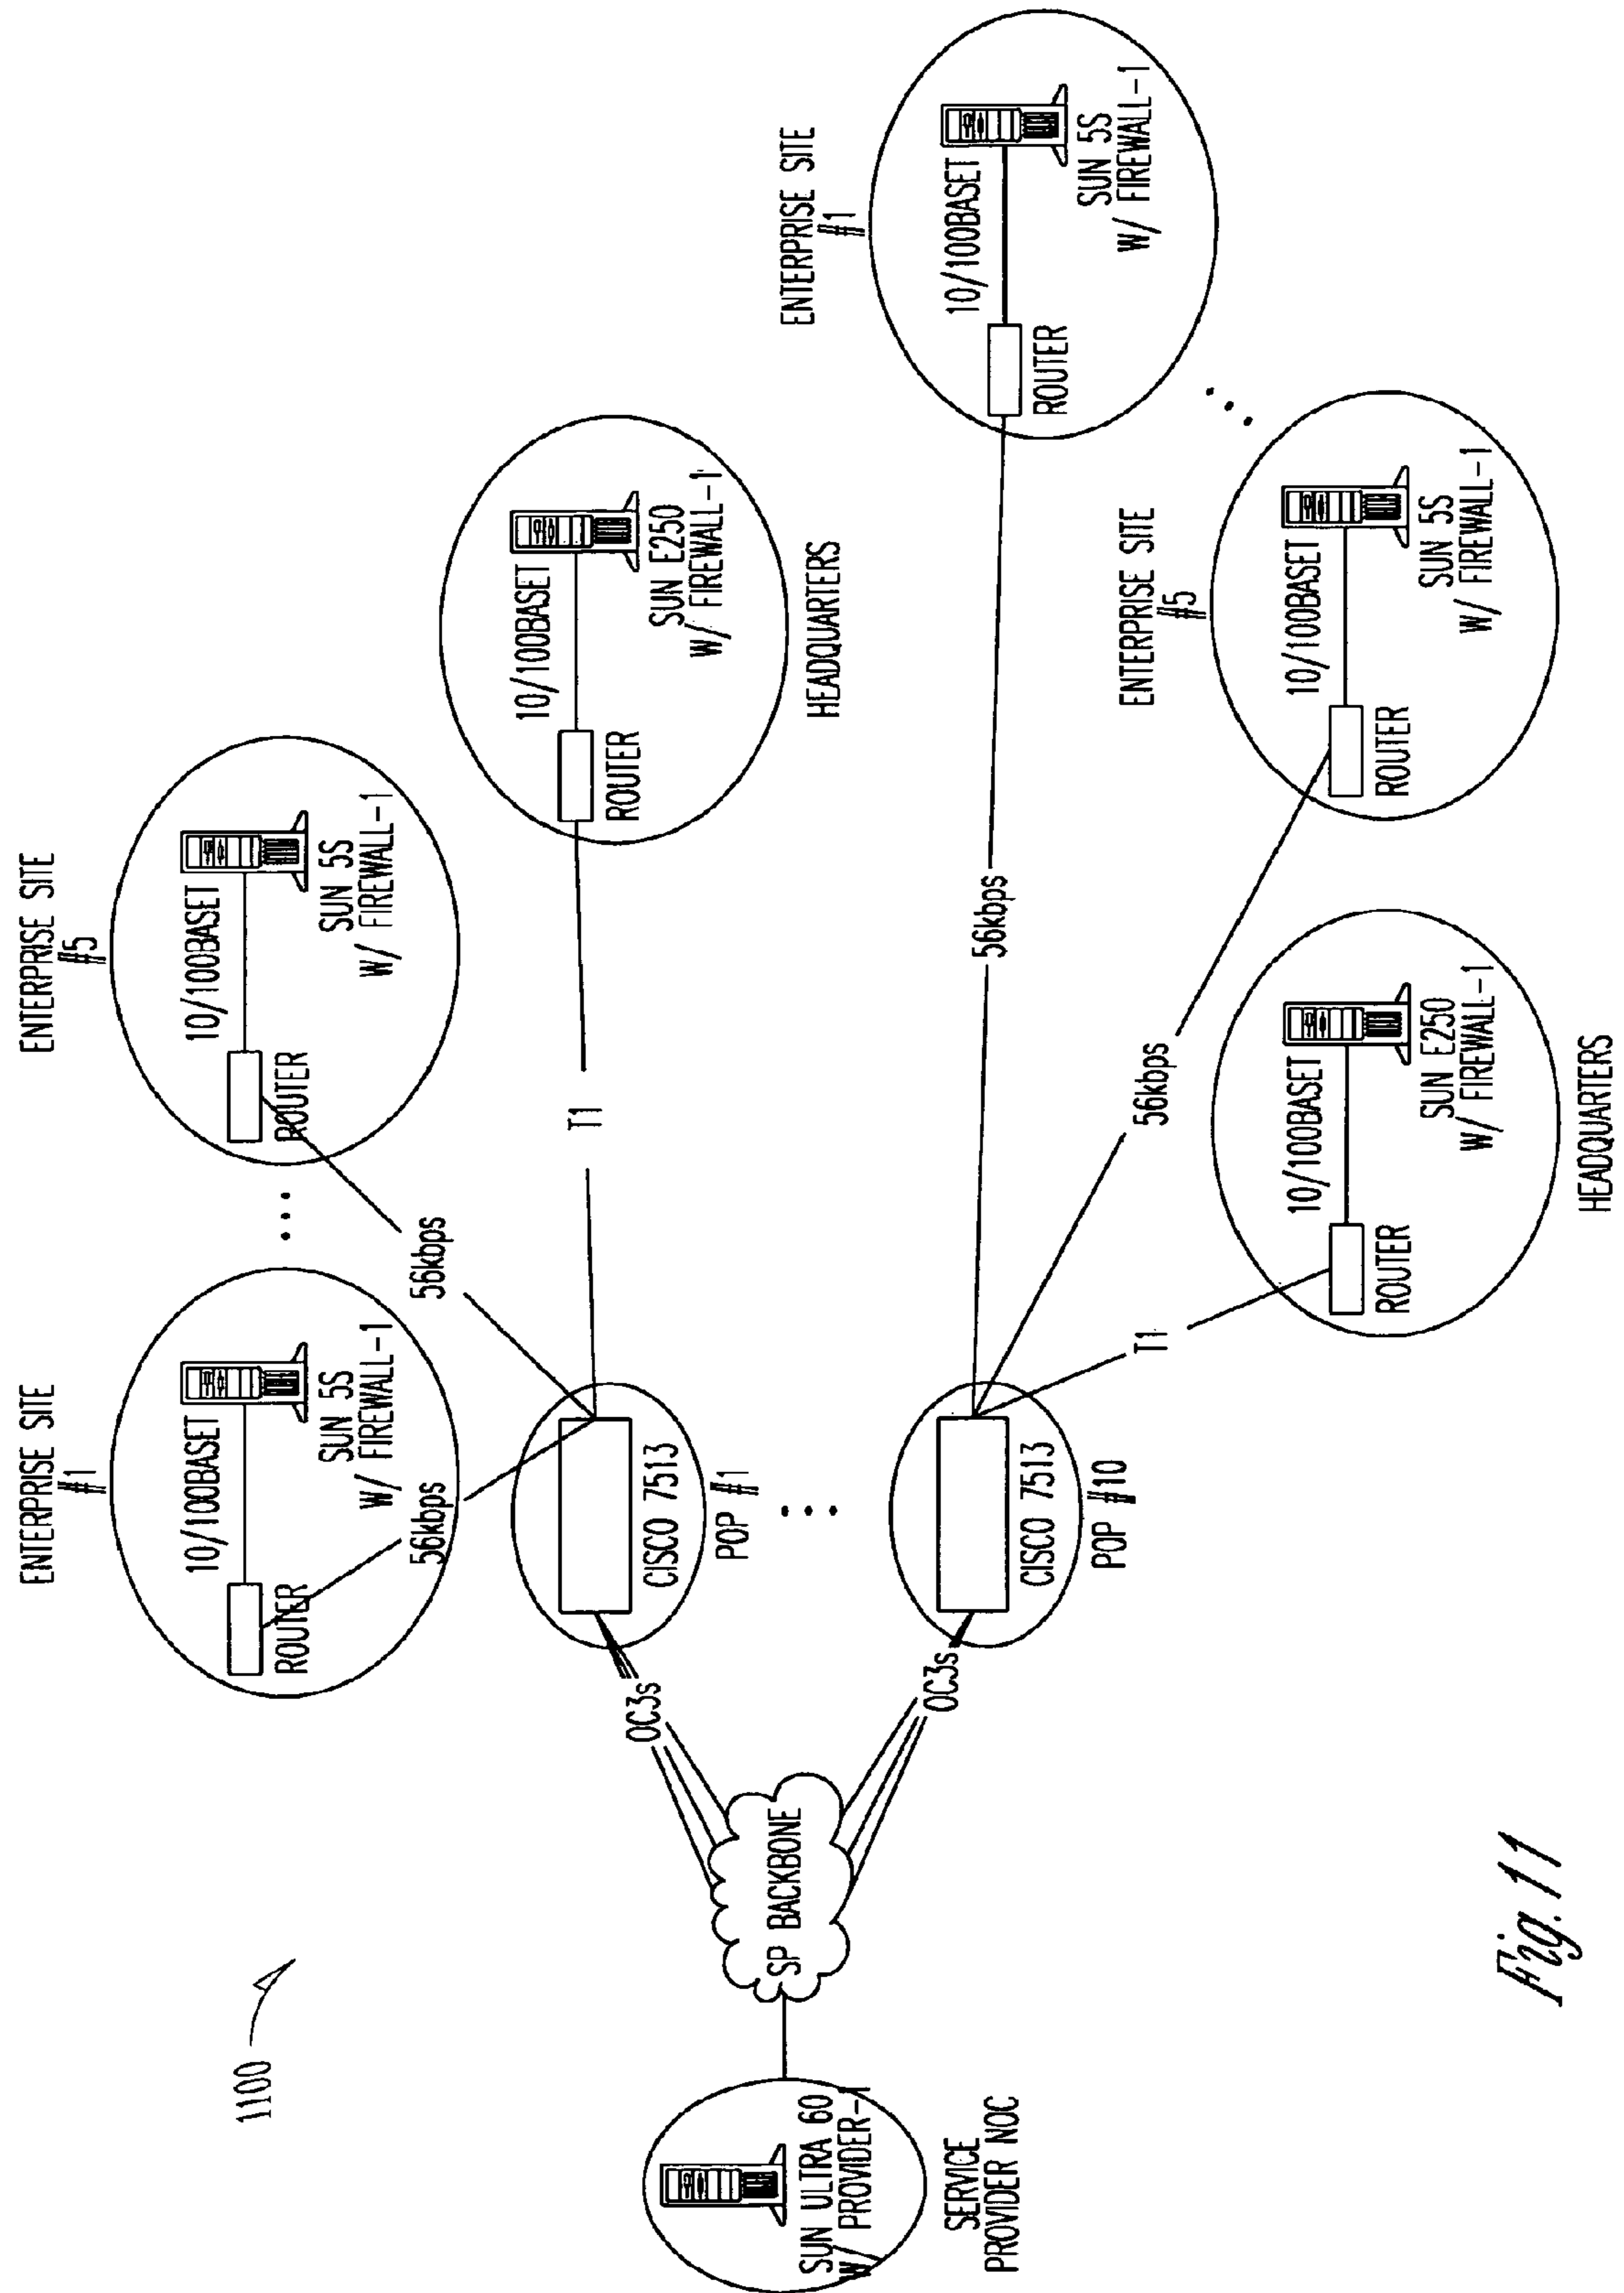 1100
ENTERPRISE SITE
#1
10/100BASET
ROUTER
SUN 5S
W/ FIREWALL-1
56kbps
ENTERPRISE SITE
#5
10/100BASET
ROUTER
SUN 5S
W/ FIREWALL-1
56kbps
T1
10/100BASET
ROUTER
SUN E250
W/ FIREWALL-1
HEADQUARTERS
CISCO 7513
POP #1
OC3s
SP BACKBONE
SUN ULTRA 60
W/ PROVIDER-1
SERVICE
PROVIDER NOC
OC3s
CISCO 7513
POP #10
56kbps
ENTERPRISE SITE
#1
10/100BASET
ROUTER
SUN 5S
W/ FIREWALL-1
56kbps
ENTERPRISE SITE
#5
10/100BASET
ROUTER
SUN 5S
W/ FIREWALL-1
T1
10/100BASET
ROUTER
SUN E250
W/ FIREWALL-1
HEADQUARTERS
Fig. 11